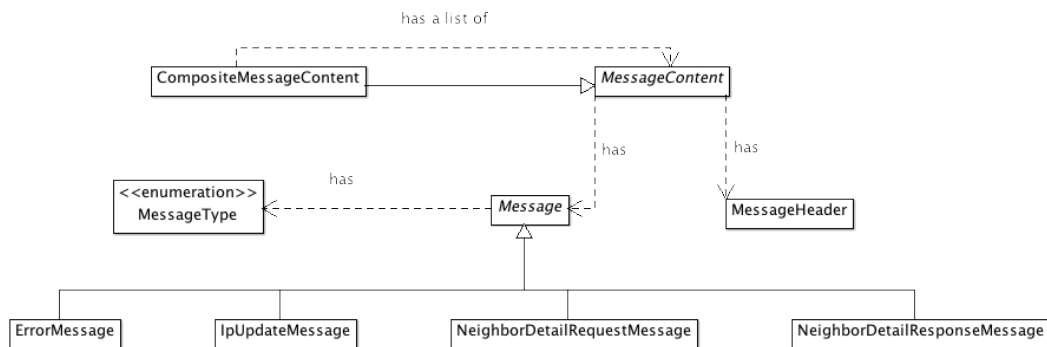 has a list of
CompositeMessageContent
MessageContent
has
has
has
<<enumeration>>
MessageType
Message
MessageHeader
ErrorMessage
IpUpdateMessage
NeighborDetailRequestMessage
NeighborDetailResponseMessage